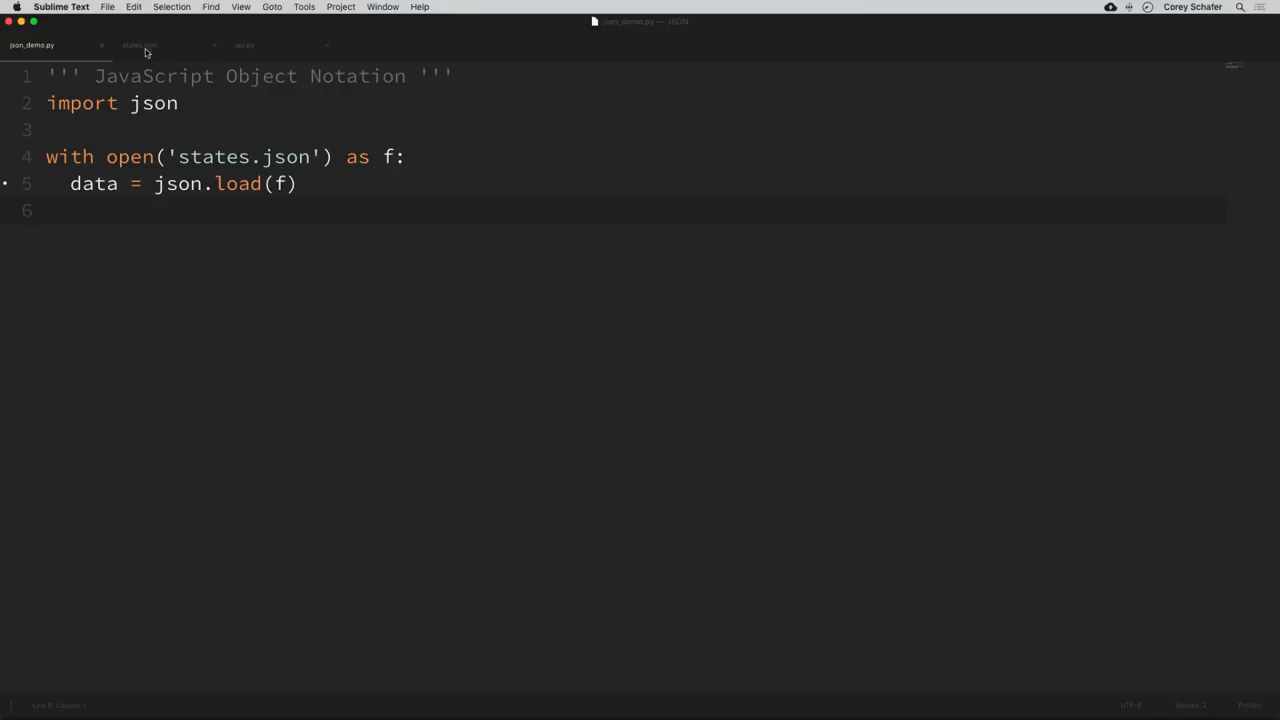 Sublime Text File Edit Selection Find View Goto Tools Project Window Help Corey Schafer
json_demo.py — JSON
json_demo.py states.json api.py
1 ''' JavaScript Object Notation '''
2 import json
3
4 with open('states.json') as f:
5 data = json.load(f)
6
Line 6, Column 1 UTF-8 Spaces: 2 Python